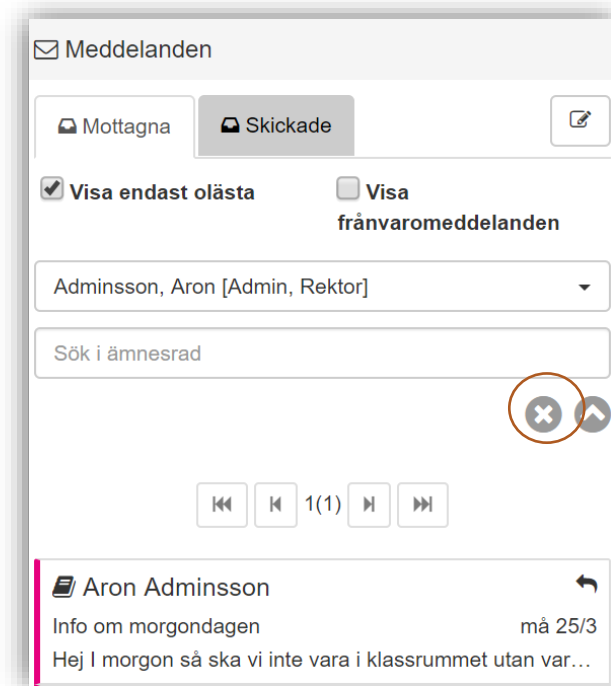 Meddelanden
Mottagna
Skickade
Visa endast olästa
Visa
frånvaromeddelanden
Adminsson, Aron [Admin, Rektor]
Sök i ämnesrad
1(1)
Aron Adminsson
Info om morgondagen må 25/3
Hej I morgon så ska vi inte vara i klassrummet utan var...